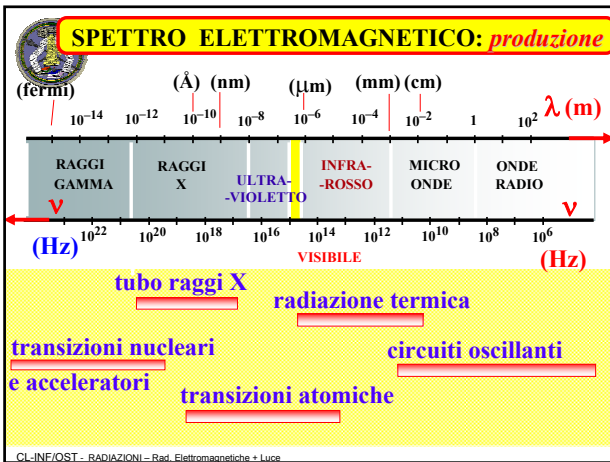 SPETTRO ELETTROMAGNETICO: produzione
(fermi) (Å) (nm) (μm) (mm) (cm)
10⁻¹⁴ 10⁻¹² 10⁻¹⁰ 10⁻⁸ 10⁻⁶ 10⁻⁴ 10⁻² 1 10² λ (m)
RAGGI GAMMA
RAGGI X
ULTRA-
-VIOLETTO
INFRA-
-ROSSO
MICRO ONDE
ONDE RADIO
ν ν
(Hz) 10²² 10²⁰ 10¹⁸ 10¹⁶ 10¹⁴ 10¹² 10¹⁰ 10⁸ 10⁶ (Hz)
VISIBILE
tubo raggi X
radiazione termica
transizioni nucleari
e acceleratori
circuiti oscillanti
transizioni atomiche
CL-INF/OST - RADIAZIONI – Rad. Elettromagnetiche + Luce